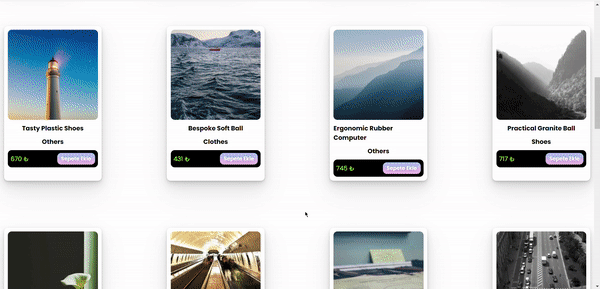 Tasty Plastic Shoes
Others
670 ₺
Sepete Ekle
Bespoke Soft Ball
Clothes
431 ₺
Sepete Ekle
Ergonomic Rubber
Computer
Others
745 ₺
Sepete Ekle
Practical Granite Ball
Shoes
717 ₺
Sepete Ekle